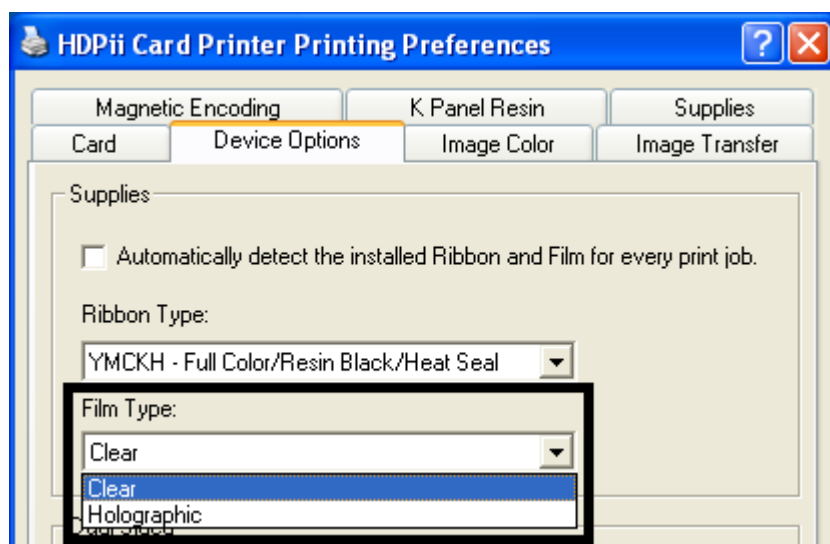 HDPii Card Printer Printing Preferences
Magnetic Encoding K Panel Resin Supplies
Card Device Options Image Color Image Transfer
Supplies
Automatically detect the installed Ribbon and Film for every print job.
Ribbon Type:
YMCKH - Full Color/Resin Black/Heat Seal
Film Type:
Clear
Clear
Holographic